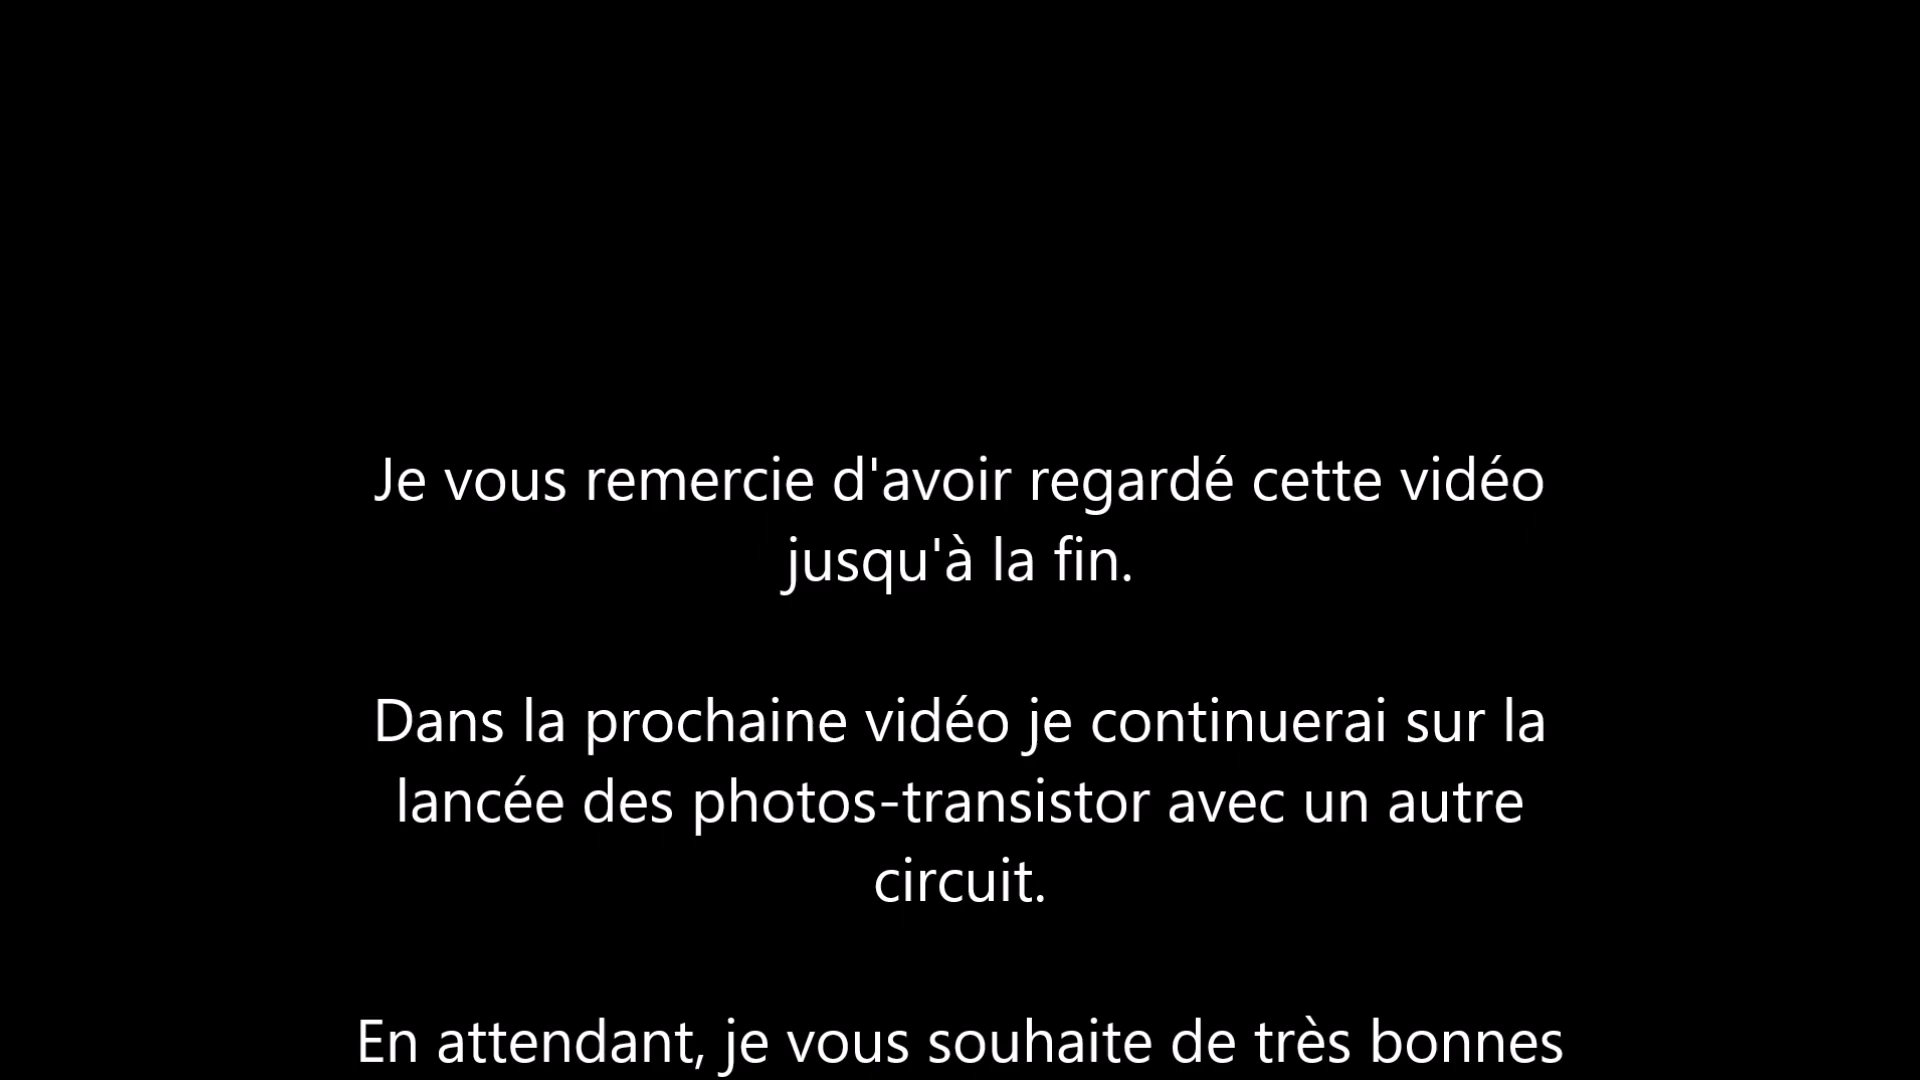 Je vous remercie d'avoir regardé cette vidéo
jusqu'à la fin.
Dans la prochaine vidéo je continuerai sur la
lancée des photos-transistor avec un autre
circuit.
En attendant, je vous souhaite de très bonnes